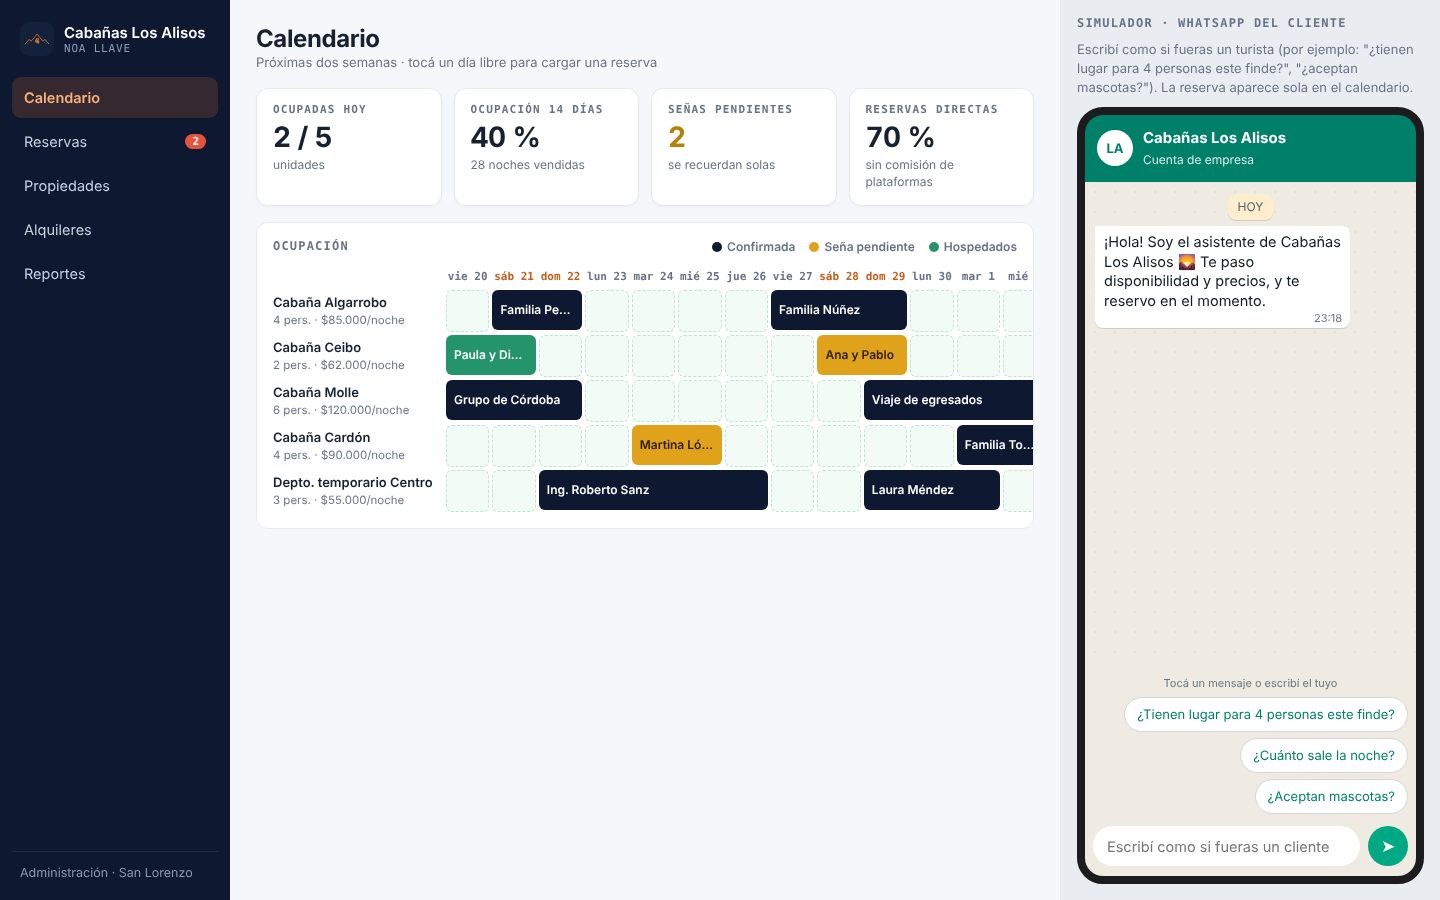 Cabañas Los Alisos
NOA LLAVE
Calendario
Reservas 2
Propiedades
Alquileres
Reportes
Administración · San Lorenzo
Calendario
Próximas dos semanas · tocá un día libre para cargar una reserva
OCUPADAS HOY
2 / 5
unidades
OCUPACIÓN 14 DÍAS
40 %
28 noches vendidas
SEÑAS PENDIENTES
2
se recuerdan solas
RESERVAS DIRECTAS
70 %
sin comisión de
plataformas
OCUPACIÓN
Confirmada Seña pendiente Hospedados
vie 20 sáb 21 dom 22 lun 23 mar 24 mié 25 jue 26 vie 27 sáb 28 dom 29 lun 30 mar 1 mié
Cabaña Algarrobo
4 pers. · $85.000/noche
Familia Pe... Familia Núñez
Cabaña Ceibo
2 pers. · $62.000/noche
Paula y Di... Ana y Pablo
Cabaña Molle
6 pers. · $120.000/noche
Grupo de Córdoba Viaje de egresados
Cabaña Cardón
4 pers. · $90.000/noche
Martina Ló... Familia To...
Depto. temporario Centro
3 pers. · $55.000/noche
Ing. Roberto Sanz Laura Méndez
SIMULADOR · WHATSAPP DEL CLIENTE
Escribí como si fueras un turista (por ejemplo: "¿tienen
lugar para 4 personas este finde?", "¿aceptan
mascotas?"). La reserva aparece sola en el calendario.
LA
Cabañas Los Alisos
Cuenta de empresa
HOY
¡Hola! Soy el asistente de Cabañas
Los Alisos 🌄 Te paso
disponibilidad y precios, y te
reservo en el momento.
23:18
Tocá un mensaje o escribí el tuyo
¿Tienen lugar para 4 personas este finde?
¿Cuánto sale la noche?
¿Aceptan mascotas?
Escribí como si fueras un cliente